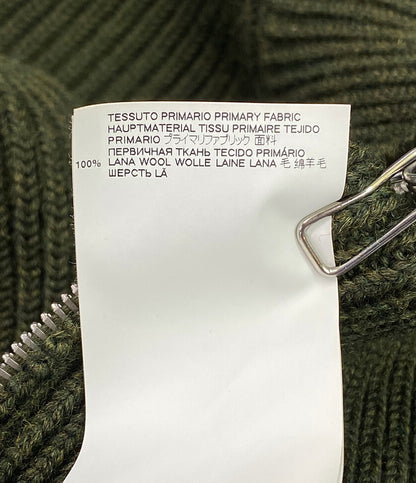 TESSUTO PRIMARIO PRIMARY FABRIC
HAUPTMATERIAL TISSU PRIMAIRE TEJIDO
PRIMARIO プライマリファブリック 面料
ПЕРВИЧНАЯ ТКАНЬ TECIDO PRIMÁRIO
100% LANA WOOL WOLLE LAINE LANA 毛 绵羊毛
ШЕРСТЬ LÃ